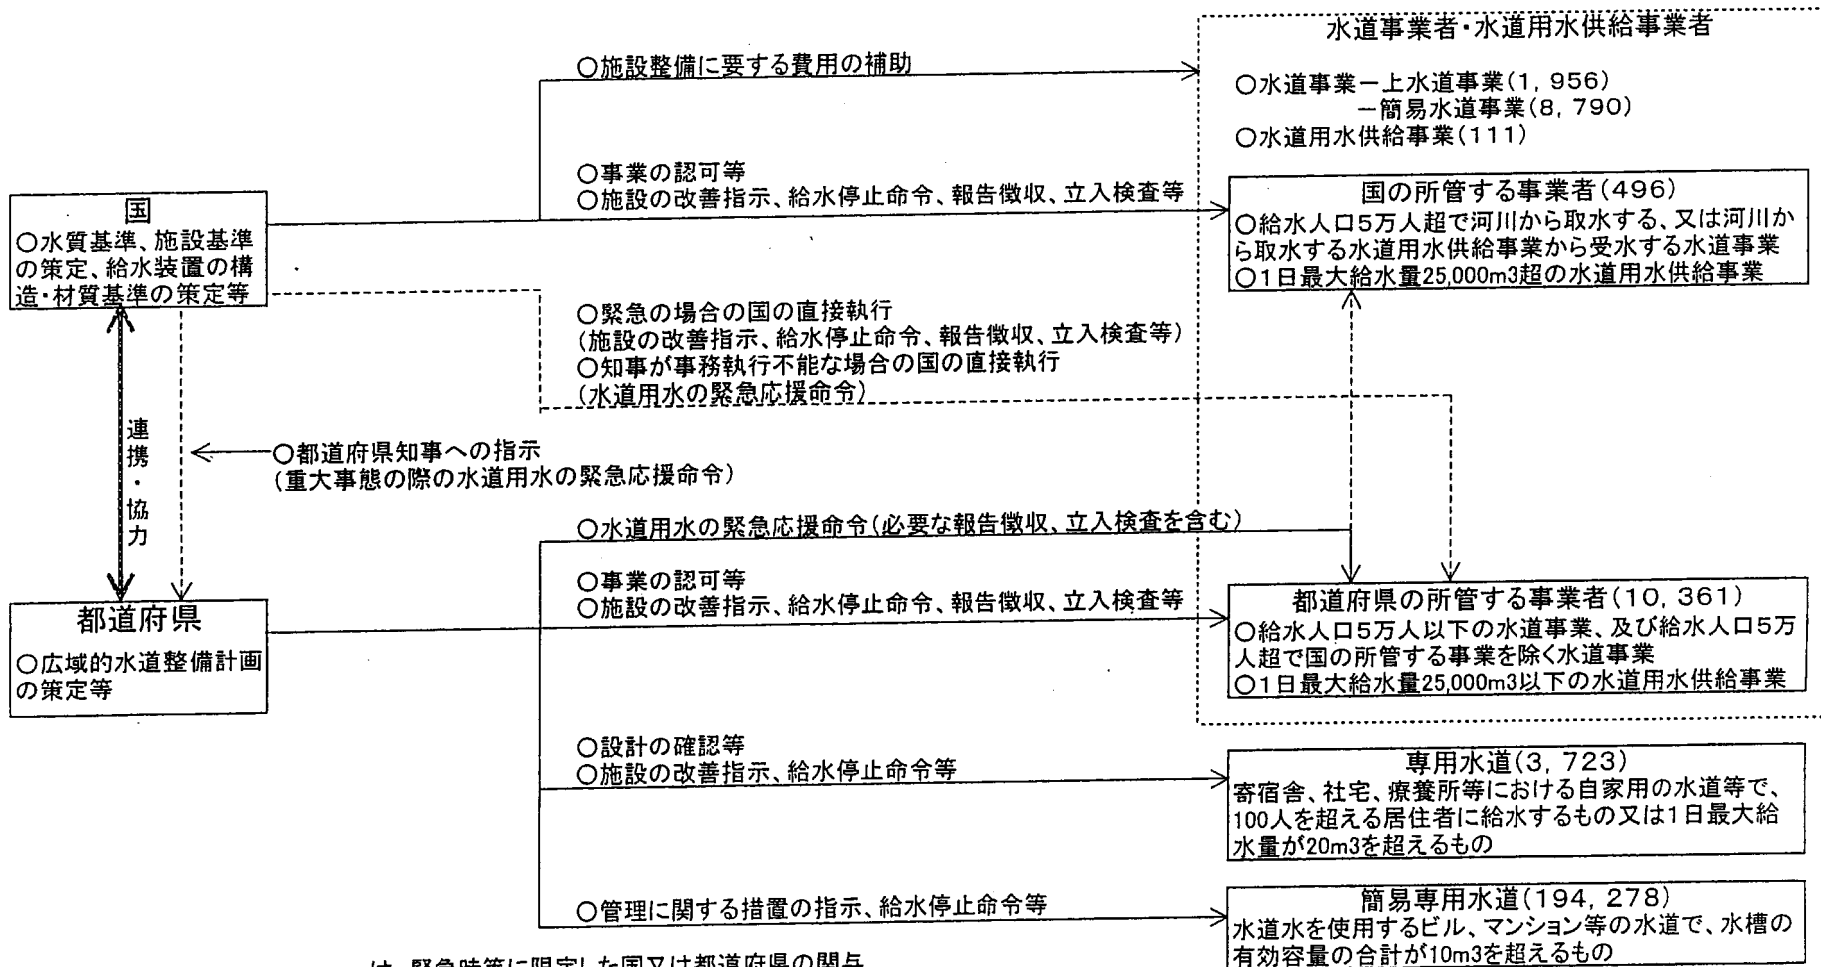 水道事業者・水道用水供給事業者
○施設整備に要する費用の補助
○水道事業－上水道事業(1, 956)
－簡易水道事業(8, 790)
○水道用水供給事業(111)
○事業の認可等
○施設の改善指示、給水停止命令、報告徴収、立入検査等
国
○水質基準、施設基準
の策定、給水装置の構
造・材質基準の策定等
国の所管する事業者(496)
○給水人口5万人超で河川から取水する、又は河川か
ら取水する水道用水供給事業から受水する水道事業
○1日最大給水量25,000m3超の水道用水供給事業
○緊急の場合の国の直接執行
(施設の改善指示、給水停止命令、報告徴収、立入検査等)
○知事が事務執行不能な場合の国の直接執行
(水道用水の緊急応援命令)
連携・協力
○都道府県知事への指示
(重大事態の際の水道用水の緊急応援命令)
○水道用水の緊急応援命令(必要な報告徴収、立入検査を含む)
○事業の認可等
○施設の改善指示、給水停止命令、報告徴収、立入検査等
都道府県
○広域的水道整備計画
の策定等
都道府県の所管する事業者(10, 361)
○給水人口5万人以下の水道事業、及び給水人口5万
人超で国の所管する事業を除く水道事業
○1日最大給水量25,000m3以下の水道用水供給事業
○設計の確認等
○施設の改善指示、給水停止命令等
専用水道(3, 723)
寄宿舎、社宅、療養所等における自家用の水道等で、
100人を超える居住者に給水するもの又は1日最大給
水量が20m3を超えるもの
○管理に関する措置の指示、給水停止命令等
簡易専用水道(194, 278)
水道水を使用するビル、マンション等の水道で、水槽の
有効容量の合計が10m3を超えるもの
は、緊急時等に限定した国又は都道府県の関与